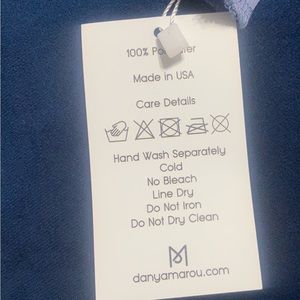 100%
Made in USA
Care Details
Hand Wash Separately
Cold
No Bleach
Line Dry
Do Not Iron
Do Not Dry Clean
danyamarou.com